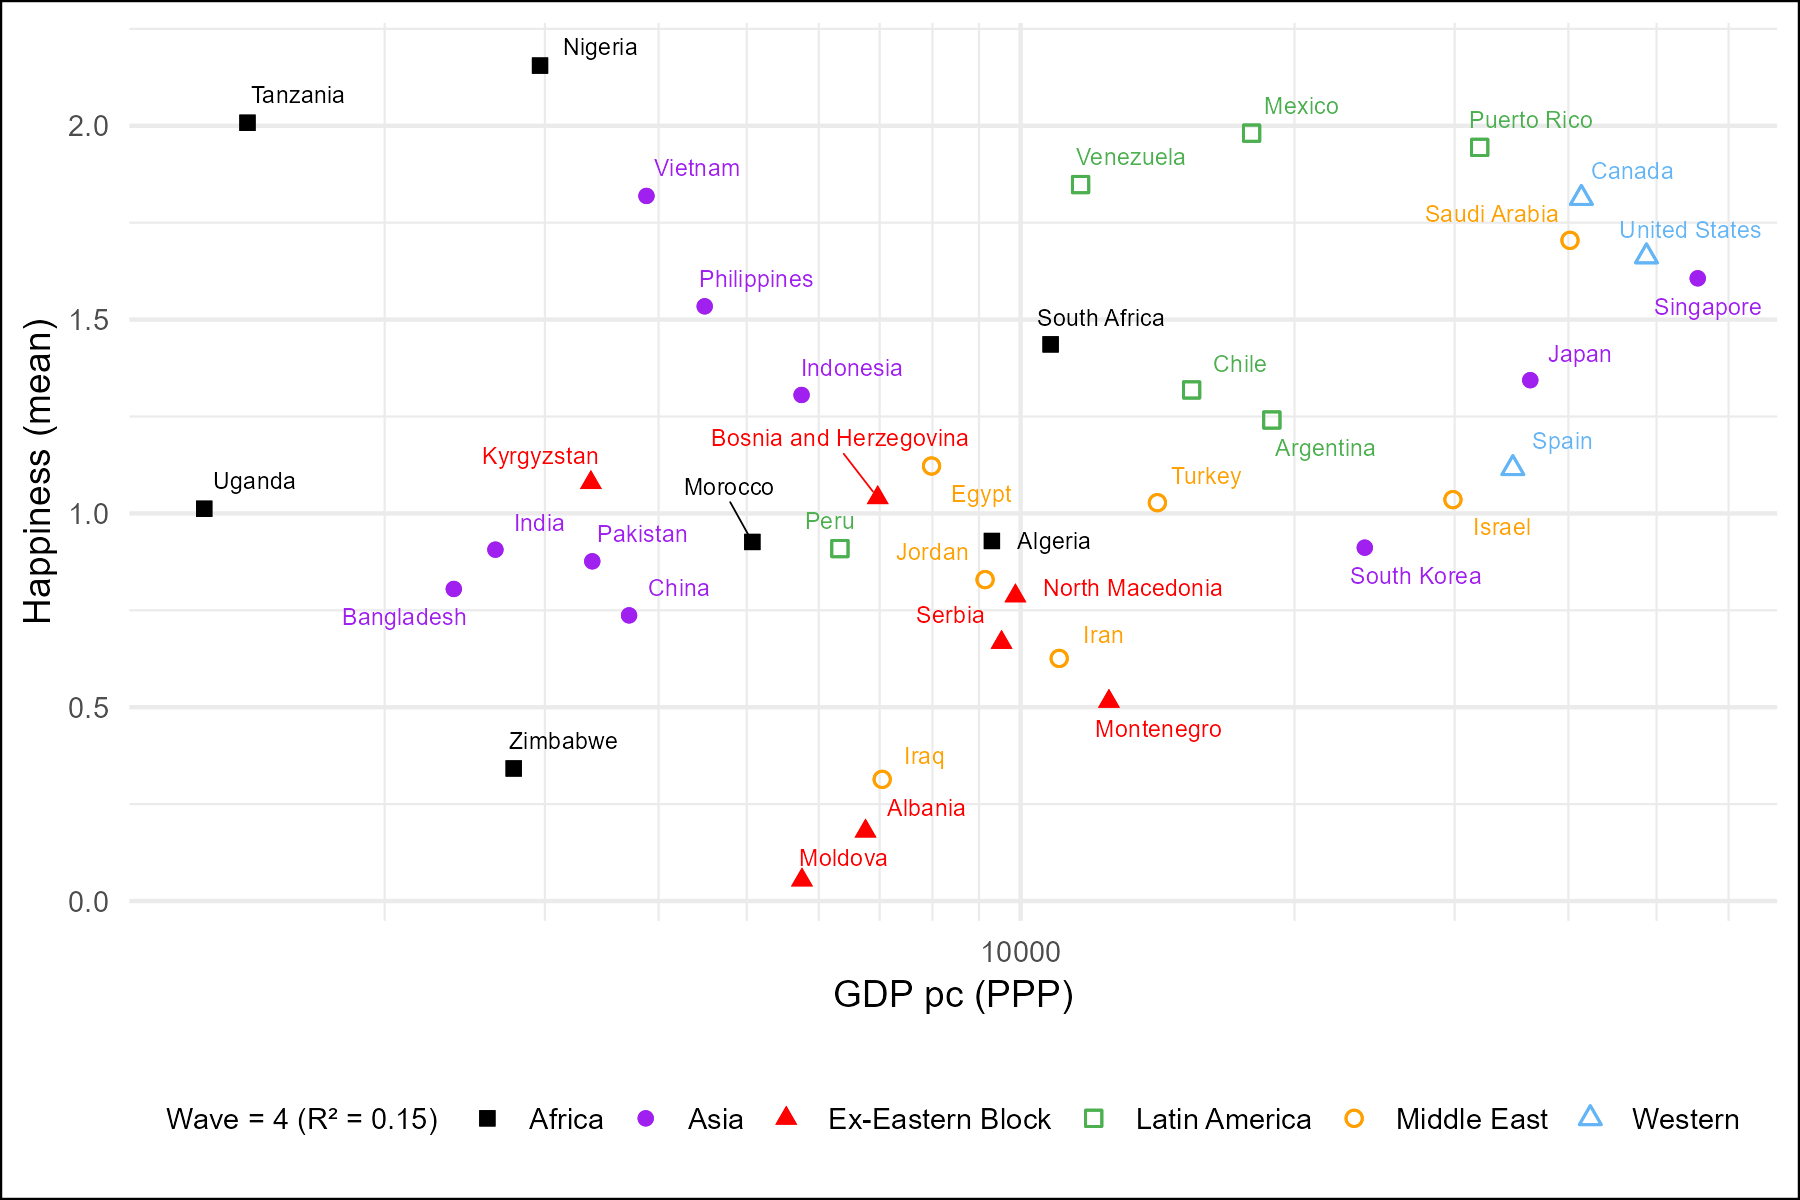 Nigeria
Tanzania
2.0
Mexico
Puerto Rico
Venezuela
Vietnam
Canada
Saudi Arabia
United States
Philippines
Singapore
1.5
South Africa
Japan
Indonesia
Chile
Bosnia and Herzegovina
Argentina
Spain
Kyrgyzstan
Uganda
Morocco
Egypt
Turkey
1.0
India
Pakistan
Peru
Israel
Jordan
Algeria
South Korea
China
North Macedonia
Bangladesh
Serbia
Iran
0.5
Montenegro
Zimbabwe
Iraq
Albania
Moldova
0.0
Happiness (mean)
10000
GDP pc (PPP)
Wave = 4 (R² = 0.15) Africa Asia Ex-Eastern Block Latin America Middle East Western